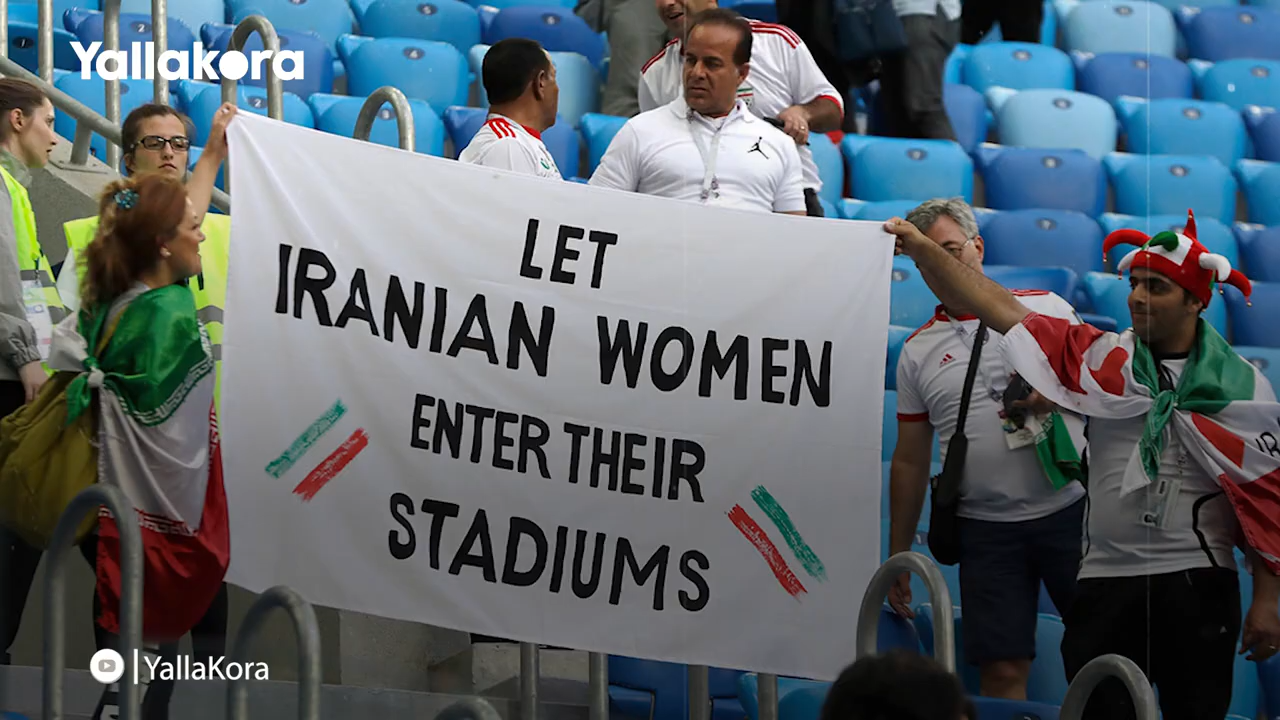 Yallakora
LET
IRANIAN WOMEN
ENTER THEIR
STADIUMS
YallaKora